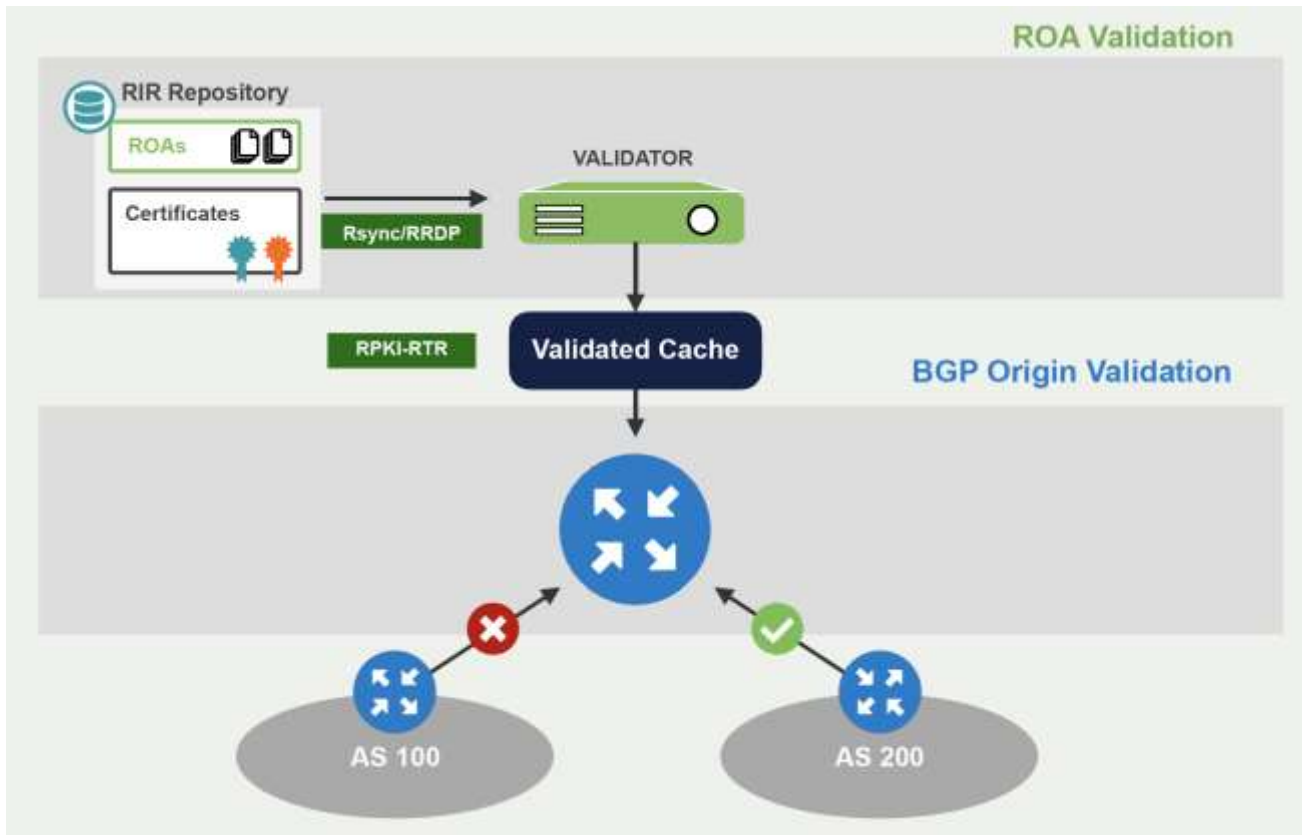 ROA Validation
RIR Repository
ROAs
VALIDATOR
Certificates
Rsync/RRDP
RPKI-RTR
Validated Cache
BGP Origin Validation
AS 100
AS 200